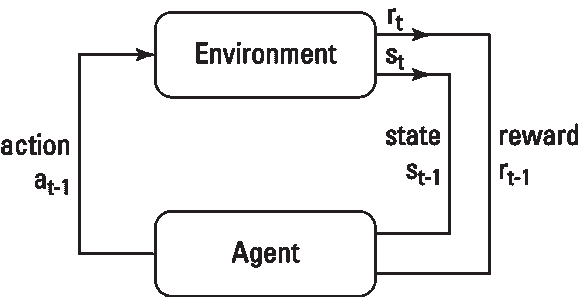 r_t
Environment
s_t
action
a_t-1
state
s_t-1
reward
r_t-1
Agent